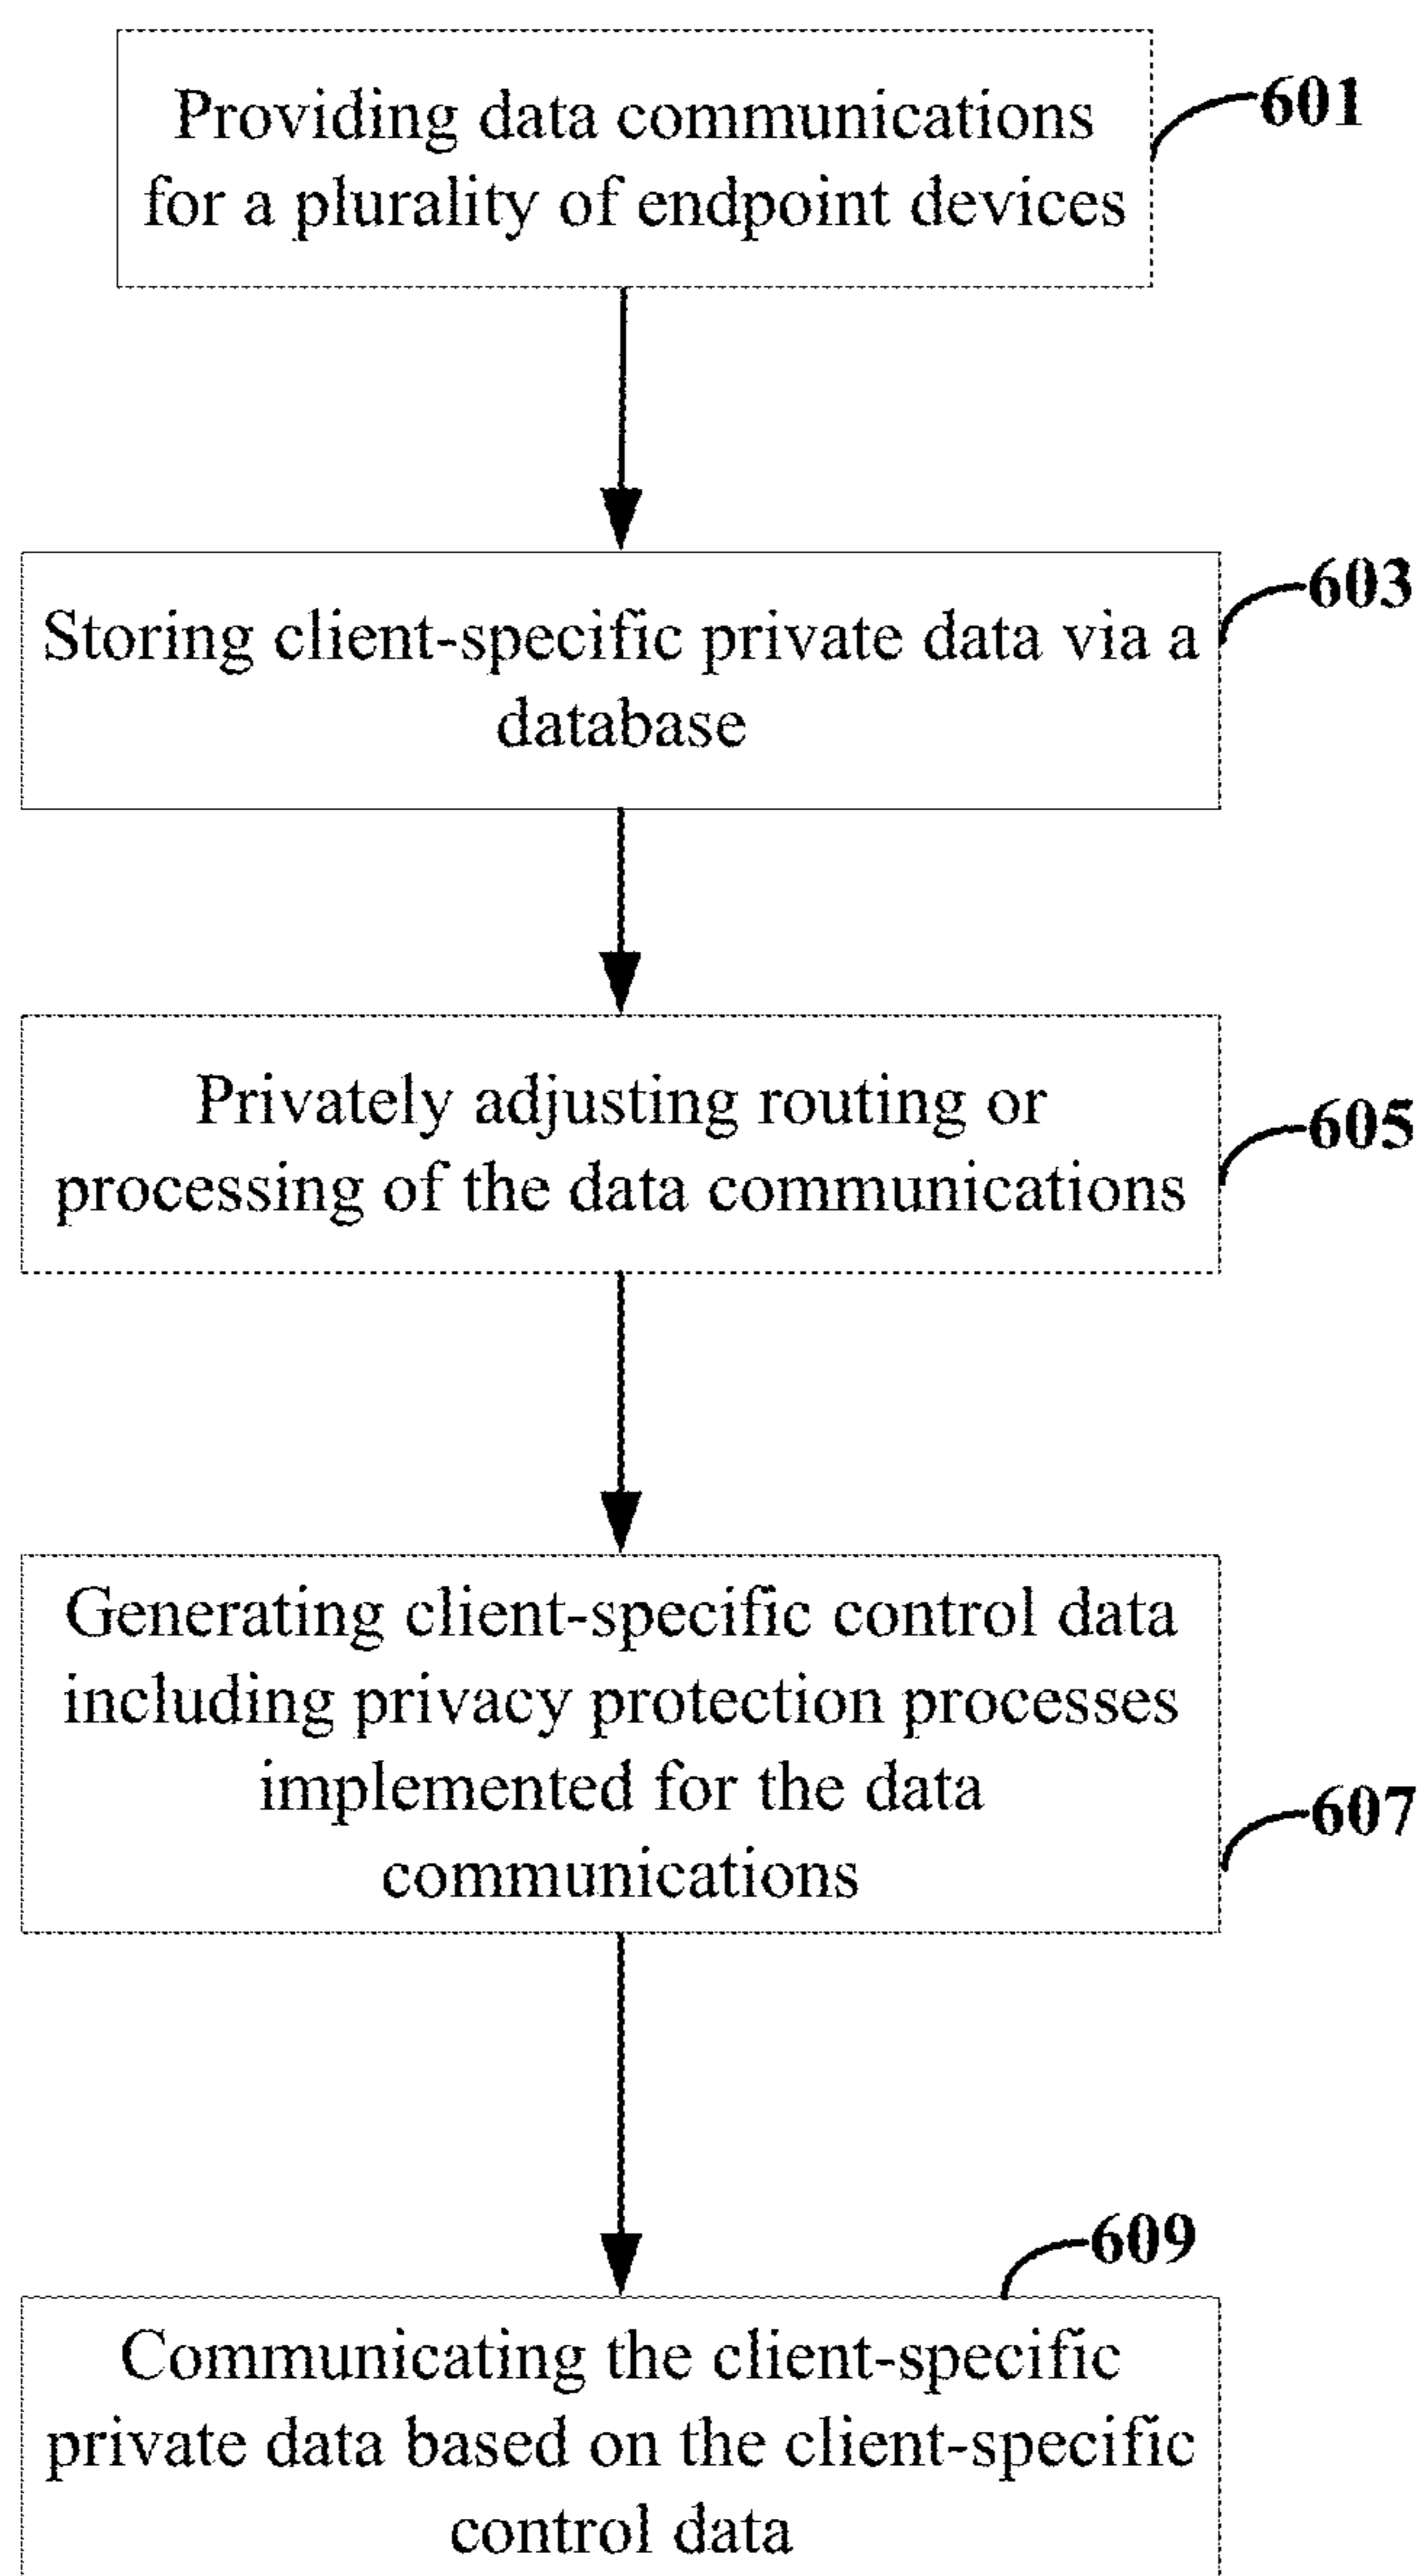 Providing data communications
for a plurality of endpoint devices
601
Storing client-specific private data via a
database
603
Privately adjusting routing or
processing of the data communications
605
Generating client-specific control data
including privacy protection processes
implemented for the data
communications
607
609
Communicating the client-specific
private data based on the client-specific
control data